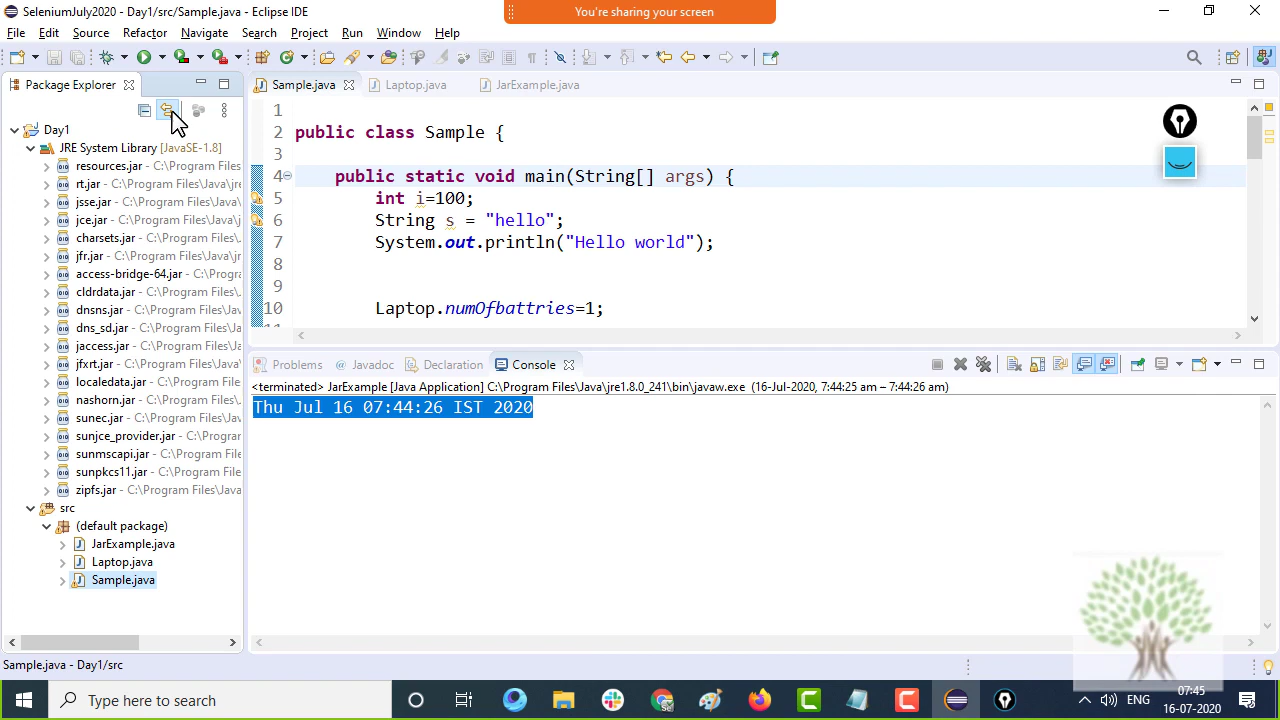 SeleniumJuly2020 - Day1/src/Sample.java - Eclipse IDE
You're sharing your screen
File Edit Source Refactor Navigate Search Project Run Window Help
Package Explorer
Sample.java Laptop.java JarExample.java
Day1
JRE System Library [JavaSE-1.8]
resources.jar - C:\Program Files
rt.jar - C:\Program Files\Java\jre
jsse.jar - C:\Program Files\Java\
jce.jar - C:\Program Files\Java\j
charsets.jar - C:\Program Files\
jfr.jar - C:\Program Files\Java\
access-bridge-64.jar - C:\Progra
cldrdata.jar - C:\Program Files\
dnsns.jar - C:\Program Files\Ja
dns_sd.jar - C:\Program Files\J
jaccess.jar - C:\Program Files\J
jfxrt.jar - C:\Program Files\Java
localedata.jar - C:\Program File
nashorn.jar - C:\Program Files\
sunec.jar - C:\Program Files\Ja
sunjce_provider.jar - C:\Progra
sunmscapi.jar - C:\Program File
sunpkcs11.jar - C:\Program File
zipfs.jar - C:\Program Files\Java
src
(default package)
JarExample.java
Laptop.java
Sample.java
1
2 public class Sample {
3
4 public static void main(String[] args) {
5 int i=100;
6 String s = "hello";
7 System.out.println("Hello world");
8
9
10 Laptop.numOfbattries=1;
Problems Javadoc Declaration Console
<terminated> JarExample [Java Application] C:\Program Files\Java\jre1.8.0_241\bin\javaw.exe (16-Jul-2020, 7:44:25 am – 7:44:26 am)
Thu Jul 16 07:44:26 IST 2020
Sample.java - Day1/src
Type here to search
ENG
07:45
16-07-2020